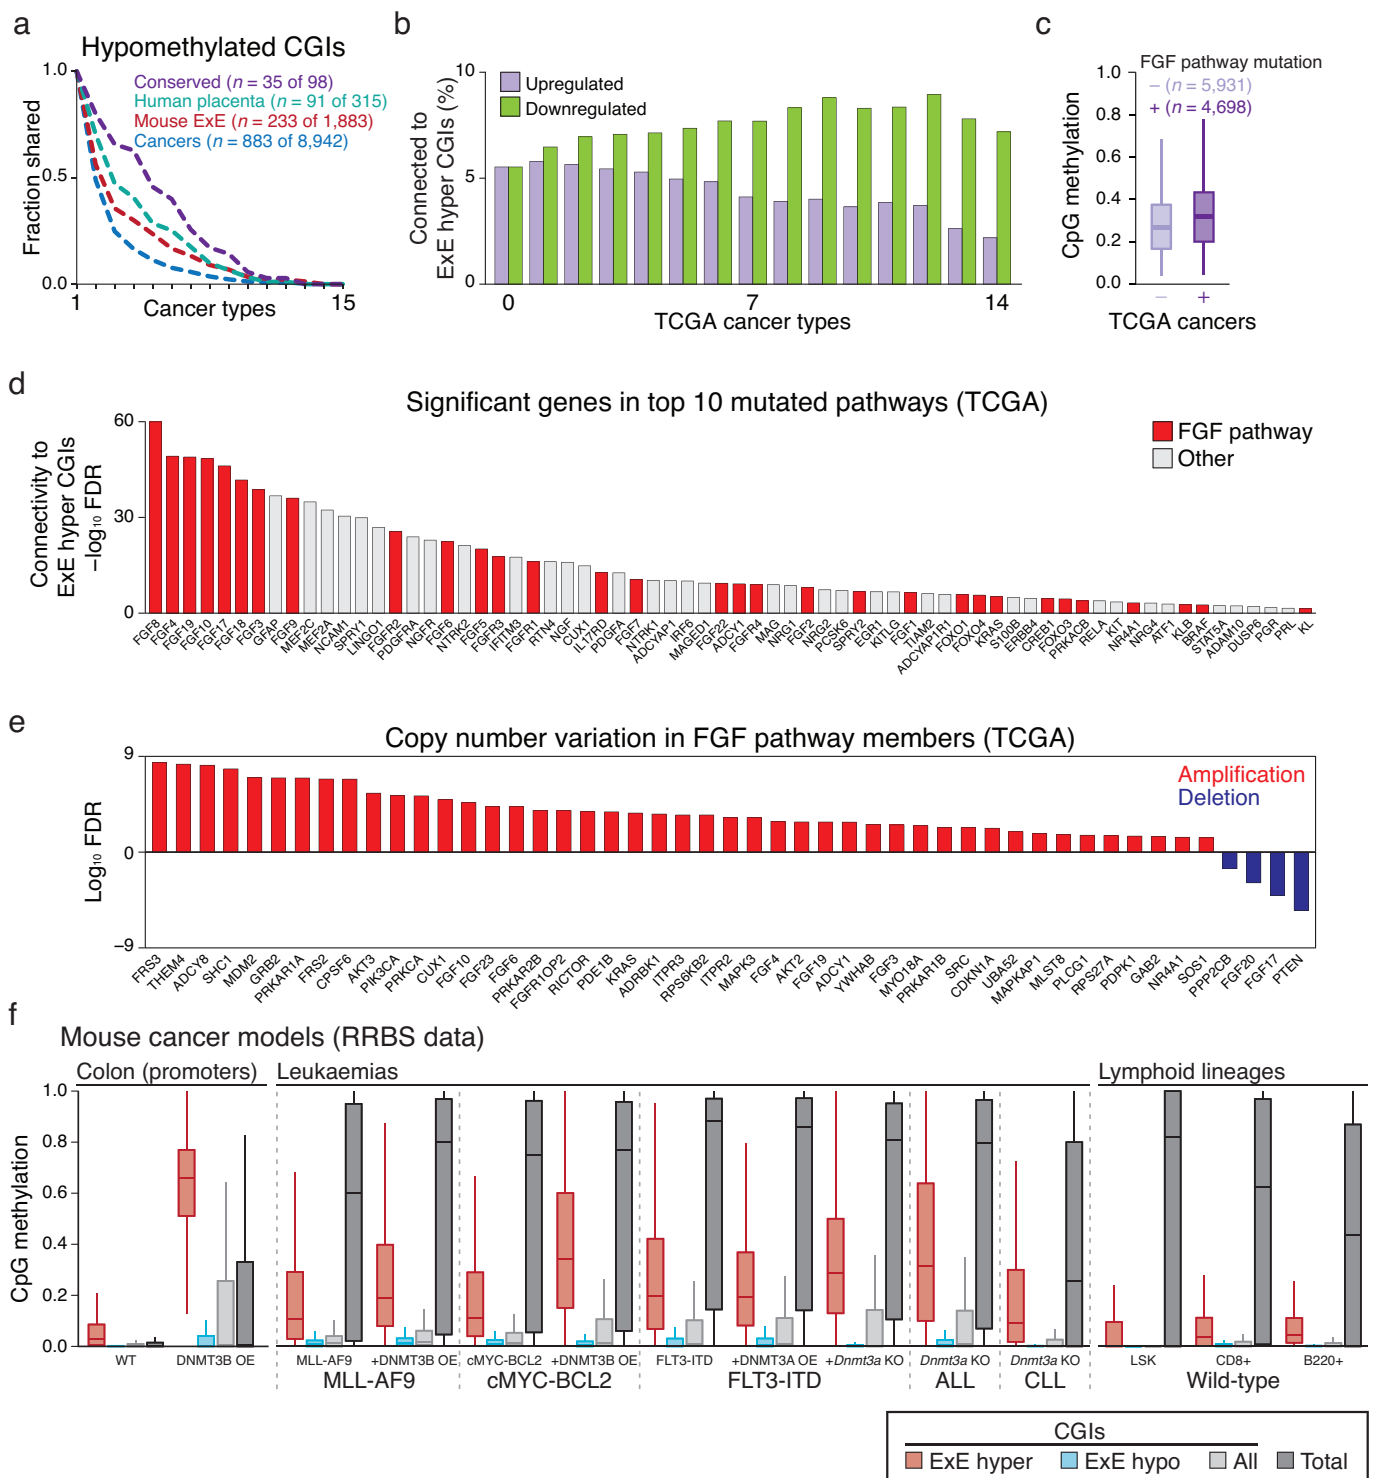 a
Hypomethylated CGIs
1.0
0.5
0.0
Fraction shared
Conserved (n = 35 of 98)
Human placenta (n = 91 of 315)
Mouse ExE (n = 233 of 1,883)
Cancers (n = 883 of 8,942)
1
15
Cancer types
b
Connected to
ExE hyper CGIs (%)
10
5
0
Upregulated
Downregulated
0
7
14
TCGA cancer types
c
FGF pathway mutation
– (n = 5,931)
+ (n = 4,698)
CpG methylation
1.0
0.8
0.6
0.4
0.2
0.0
–
+
TCGA cancers
d
Significant genes in top 10 mutated pathways (TCGA)
Connectivity to
ExE hyper CGIs
–log10 FDR
60
30
0
FGF pathway
Other
FGF8
FGF4
FGF19
FGF10
FGF17
FGF18
FGF3
GFAP
FGF9
MEF2C
MEF2A
NCAM1
SPRY1
LINGO1
FGFR2
PDGFRA
NGFR
FGF6
NTRK2
FGF5
FGFR3
IFITM3
FGFR1
RTN4
NGF
CUX1
IL17RD
PDGFA
FGF7
NTRK1
ADCYAP1
IRF6
MAGED1
FGF22
ADCY1
FGFR4
MAG
NRG1
FGF2
NRG2
PCSK6
SPRY2
EGR1
KITLG
FGF1
TIAM2
ADCYAP1R1
FOXO1
FOXO4
KRAS
S100B
ERBB4
CREB1
FOXO3
PRKACB
RELA
KIT
NR4A1
NRG4
ATF1
KLB
BRAF
STAT5A
ADAM10
DUSP6
PGR
PRL
KL
e
Copy number variation in FGF pathway members (TCGA)
Log10 FDR
9
0
–9
Amplification
Deletion
FRS3
THEM4
ADCY8
SHC1
MDM2
GRB2
PRKAR1A
FRS2
CPSF6
AKT3
PIK3CA
PRKCA
CUX1
FGF10
FGF23
FGF6
PRKAR2B
FGFR1OP2
RICTOR
PDE1B
KRAS
ADRBK1
ITPR3
RPS6KB2
ITPR2
MAPK3
FGF4
AKT2
FGF19
ADCY1
YWHAB
FGF3
MYO18A
PRKAR1B
SRC
CDKN1A
UBA52
MAPKAP1
MLST8
PLCG1
RPS27A
PDPK1
GAB2
NR4A1
SOS1
PPP2CB
FGF20
FGF17
PTEN
f
Mouse cancer models (RRBS data)
Colon (promoters)
Leukaemias
Lymphoid lineages
CpG methylation
1.0
0.8
0.6
0.4
0.2
0.0
WT
DNMT3B OE
MLL-AF9
+DNMT3B OE
cMYC-BCL2
+DNMT3B OE
FLT3-ITD
+DNMT3A OE
+Dnmt3a KO
Dnmt3a KO
Dnmt3a KO
LSK
CD8+
B220+
MLL-AF9
cMYC-BCL2
FLT3-ITD
ALL
CLL
Wild-type
CGIs
ExE hyper
ExE hypo
All
Total